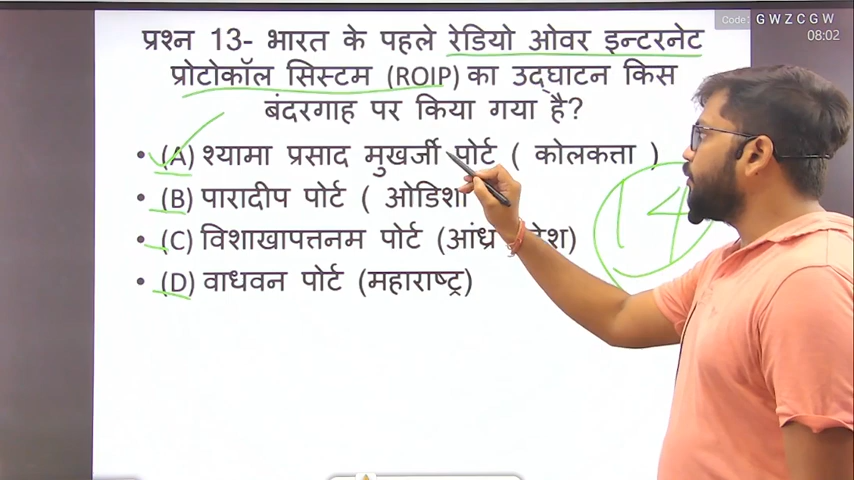 Code: G W Z C G W
08:02
प्रश्न 13- भारत के पहले रेडियो ओवर इन्टरनेट
प्रोटोकॉल सिस्टम (ROIP) का उद्घाटन किस
बंदरगाह पर किया गया है?
• (A) श्यामा प्रसाद मुखर्जी पोर्ट ( कोलकत्ता )
• (B) पारादीप पोर्ट ( ओडिशा
• (C) विशाखापत्तनम पोर्ट (आंध्र
• (D) वाधवन पोर्ट (महाराष्ट्र)
14